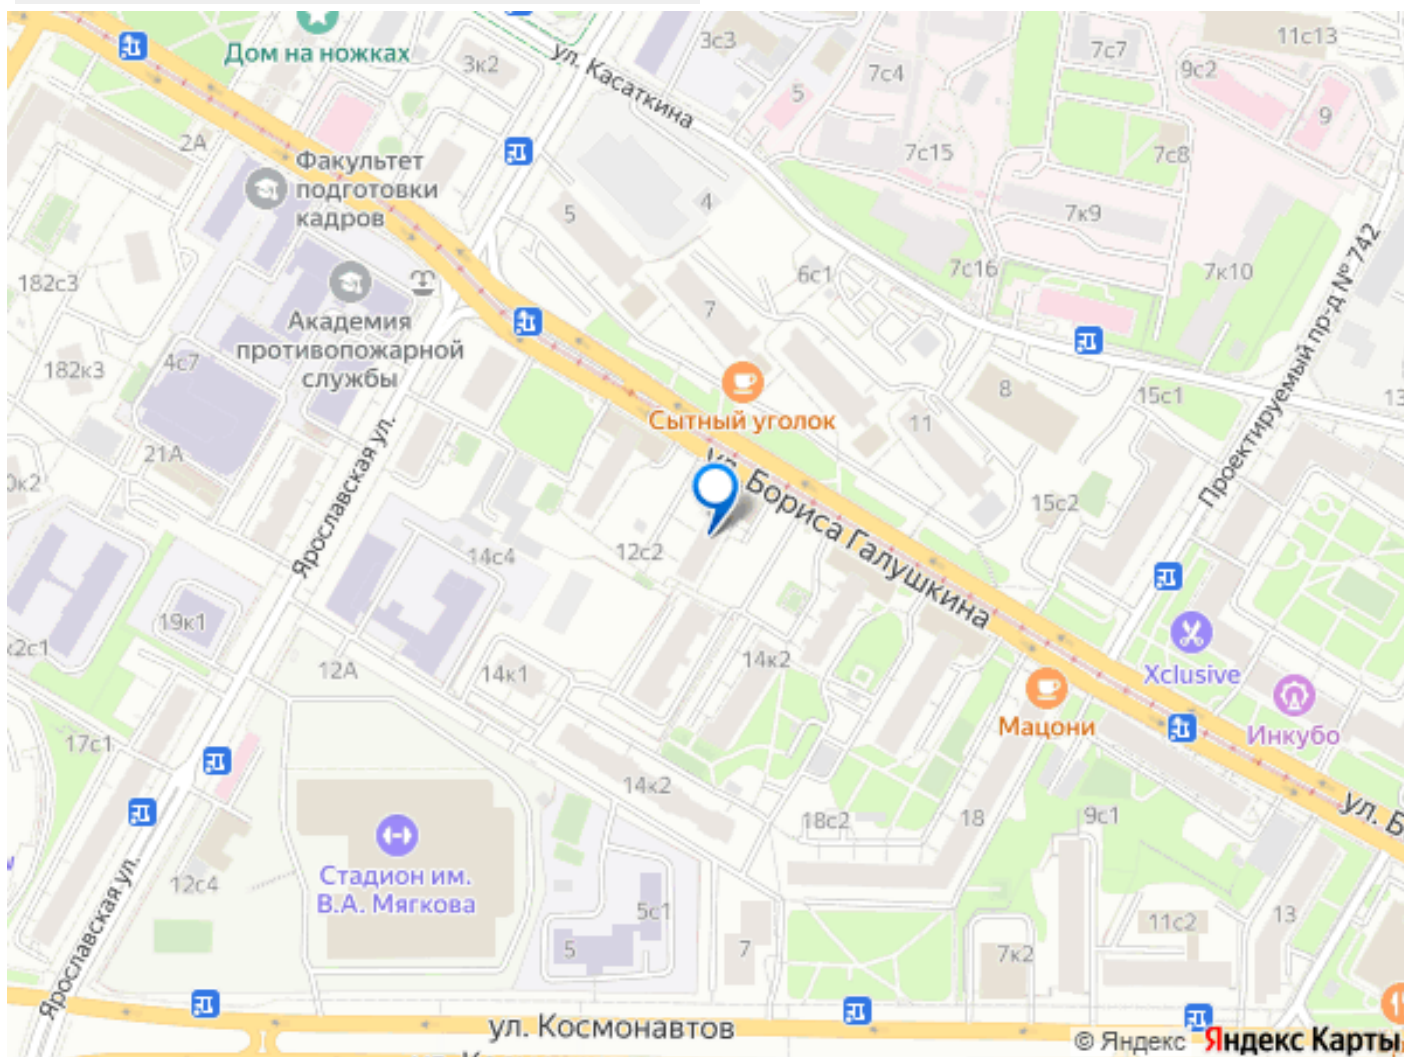 Дом на ножках
3к2
3с3
ул. Касаткина
5
7с4
7с7
9с2
11с13
9
2А
Факультет
подготовки
кадров
5
4
7с15
7с8
7к9
182с3
Академия
противопожарной
службы
7
6с1
7с16
7к10
Проектируемый пр-д № 742
182к3
4с7
Сытный уголок
11
8
15с1
13
21А
0к2
Ярославская ул.
ул. Бориса Галушкина
15с2
14с4
12с2
19к1
к2с1
12А
14к1
14к2
Xclusive
Мацони
Инкубо
17с1
14к2
18с2
18
9с1
ул. Б
Стадион им.
В.А. Мягкова
12с4
Ярославская ул.
5с1
5
7
7к2
11с2
13
ул. Космонавтов
© Яндекс
Яндекс Карты